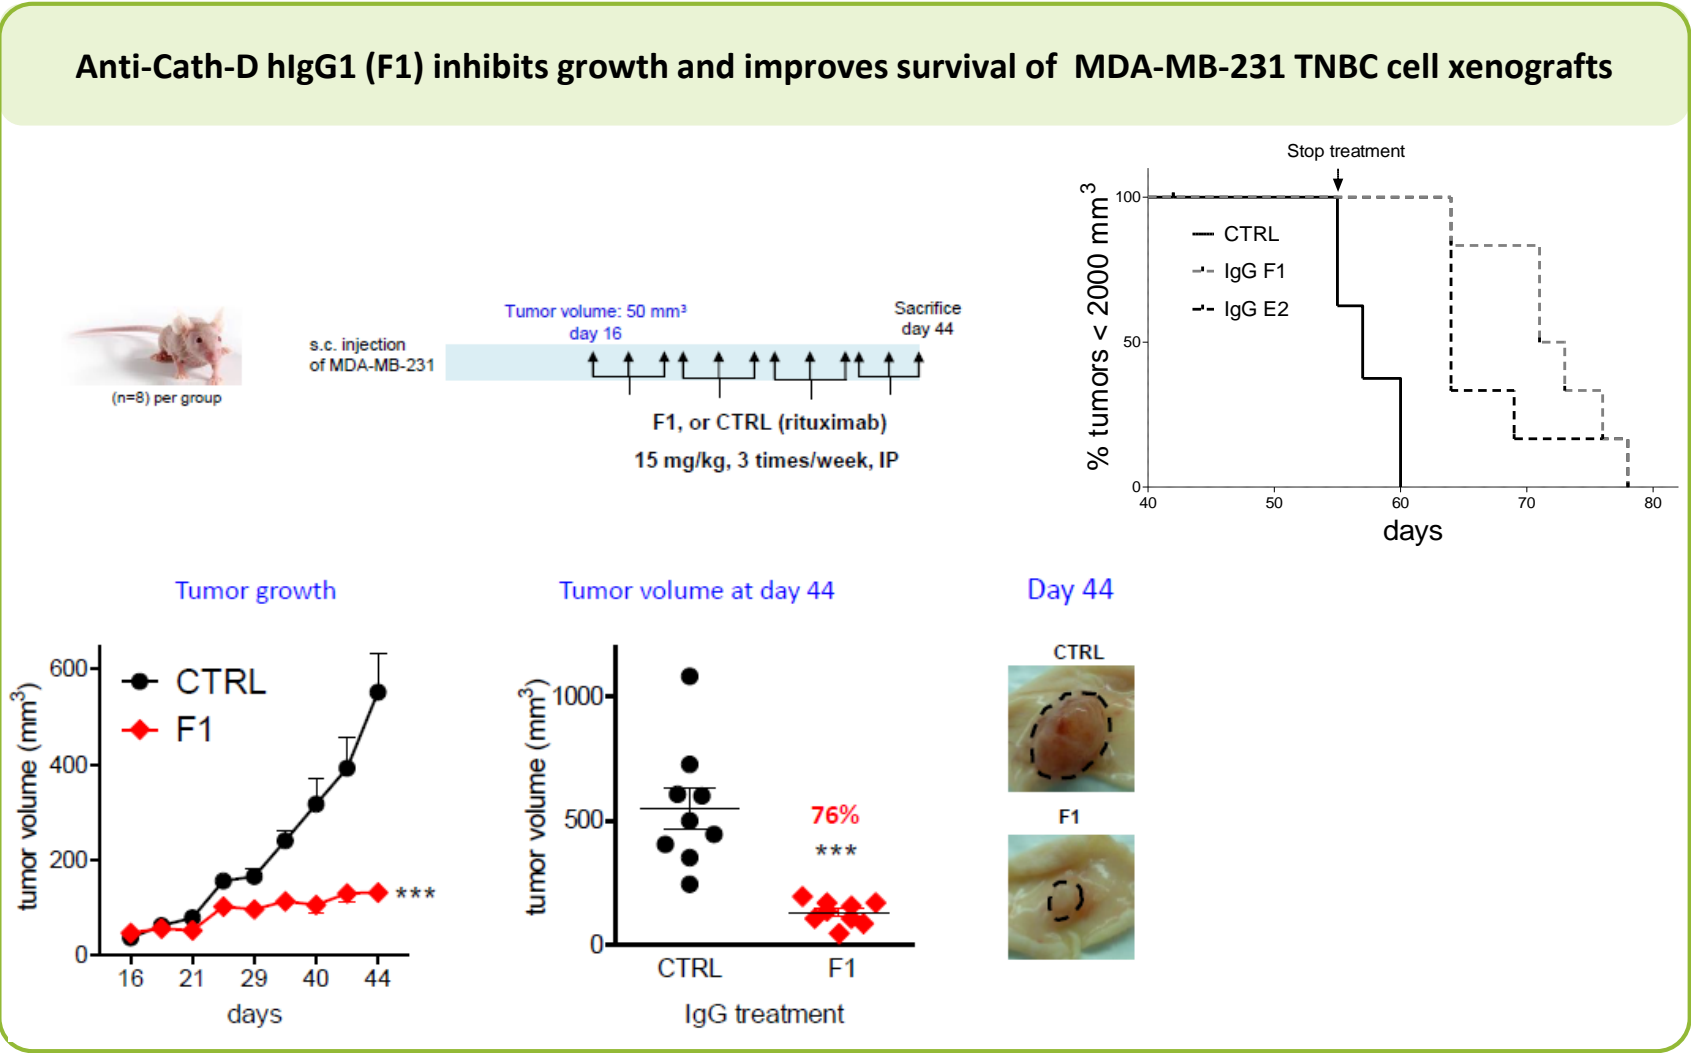 Anti-Cath-D hIgG1 (F1) inhibits growth and improves survival of MDA-MB-231 TNBC cell xenografts
(n=8) per group
s.c. injection
of MDA-MB-231
Tumor volume: 50 mm³
day 16
Sacrifice
day 44
F1, or CTRL (rituximab)
15 mg/kg, 3 times/week, IP
Stop treatment
% tumors < 2000 mm³
100
50
0
CTRL
IgG F1
IgG E2
40 50 60 70 80
days
Tumor growth
tumor volume (mm³)
600
400
200
0
CTRL
F1
***
16 21 29 40 44
days
Tumor volume at day 44
tumor volume (mm³)
1000
500
0
76%
***
CTRL F1
IgG treatment
Day 44
CTRL
F1